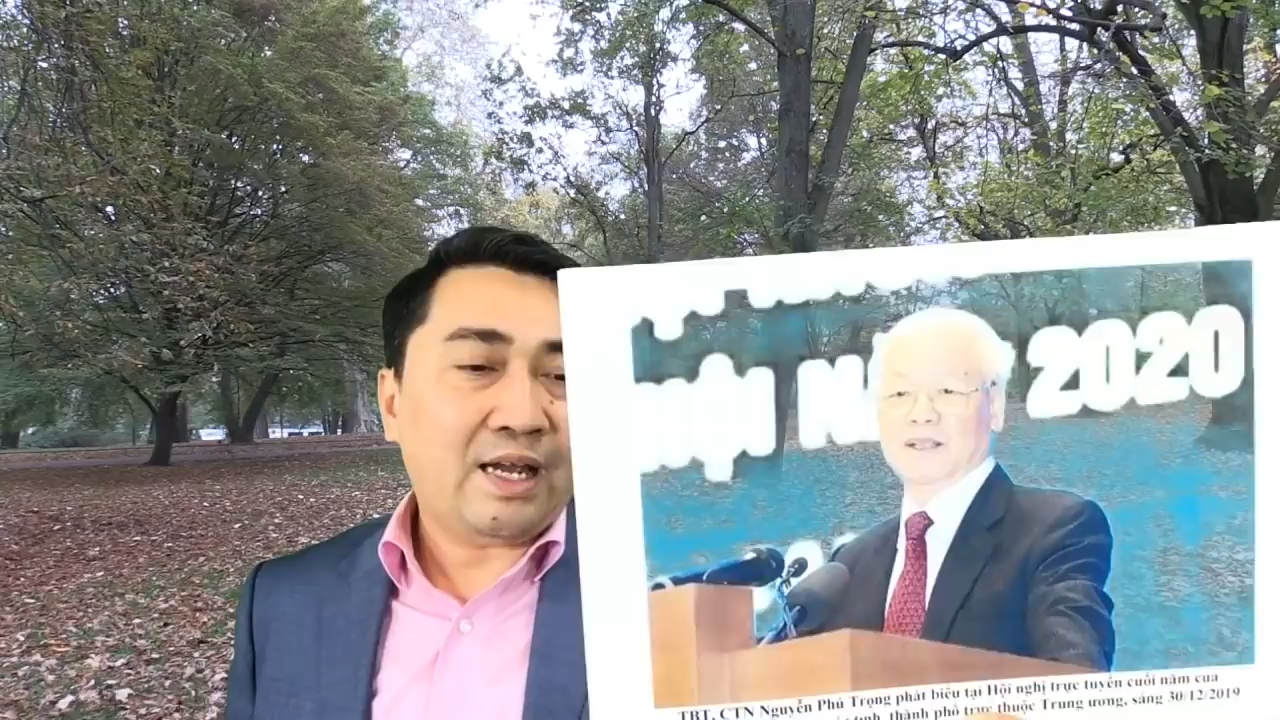 2020
TBT, CTN Nguyễn Phú Trọng phát biểu tại Hội nghị trực tuyến cuối năm của
tỉnh, thành phố trực thuộc Trung ương, sáng 30/12/2019